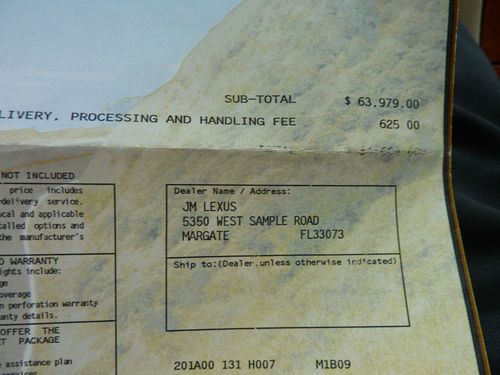 SUB-TOTAL $ 63,979.00
LIVERY, PROCESSING AND HANDLING FEE 625 00
NOT INCLUDED
price includes
delivery service.
cal and applicable
talled options and
the manufacturer's
WARRANTY
ights include:
ge
overage
n perforation warranty
anty details.
OFFER THE
PACKAGE
e assistance plan
Dealer Name / Address:
JM LEXUS
5350 WEST SAMPLE ROAD
MARGATE FL33073
Ship to:(Dealer,unless otherwise indicated)
201A00 131 H007 M1B09